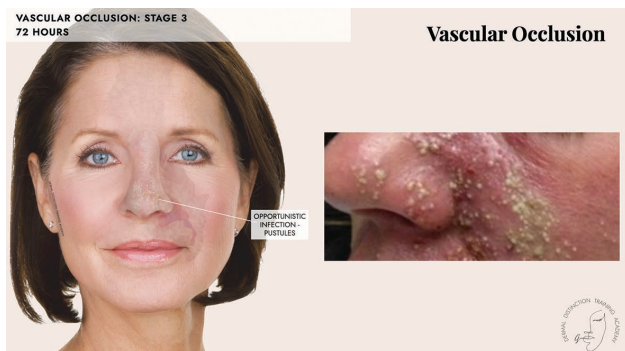 VASCULAR OCCLUSION: STAGE 3
72 HOURS
Vascular Occlusion
OPPORTUNISTIC
INFECTION -
PUSTULES
DERMAL DISTINCTION TRAINING ACADEMY